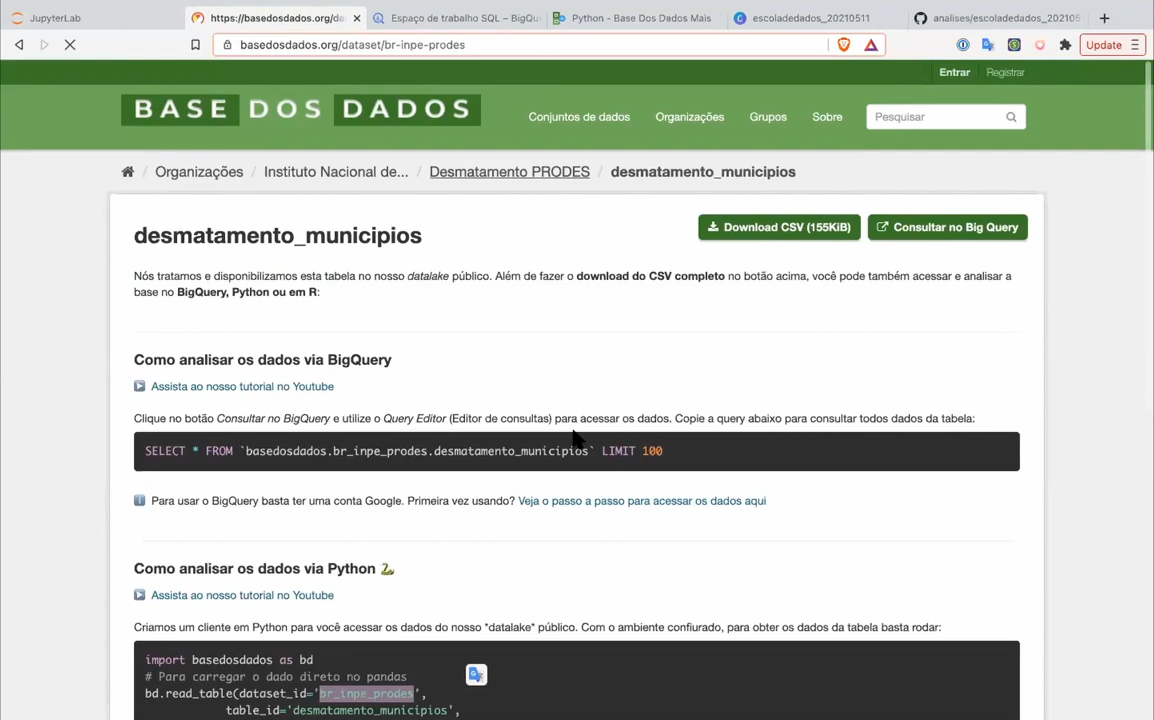 JupyterLab
https://basedosdados.org/da
Espaço de trabalho SQL – BigQu
Python - Base Dos Dados Mais
escoladedados_20210511
analises/escoladedados_202105
basedosdados.org/dataset/br-inpe-prodes
Update
Entrar
Registrar
BASE DOS DADOS
Conjuntos de dados
Organizações
Grupos
Sobre
Pesquisar
/ Organizações / Instituto Nacional de... / Desmatamento PRODES / desmatamento_municipios
desmatamento_municipios
Download CSV (155KiB)
Consultar no Big Query
Nós tratamos e disponibilizamos esta tabela no nosso datalake público. Além de fazer o download do CSV completo no botão acima, você pode também acessar e analisar a
base no BigQuery, Python ou em R:
Como analisar os dados via BigQuery
Assista ao nosso tutorial no Youtube
Clique no botão Consultar no BigQuery e utilize o Query Editor (Editor de consultas) para acessar os dados. Copie a query abaixo para consultar todos dados da tabela:
SELECT * FROM `basedosdados.br_inpe_prodes.desmatamento_municipios` LIMIT 100
Para usar o BigQuery basta ter uma conta Google. Primeira vez usando? Veja o passo a passo para acessar os dados aqui
Como analisar os dados via Python
Assista ao nosso tutorial no Youtube
Criamos um cliente em Python para você acessar os dados do nosso *datalake* público. Com o ambiente confiurado, para obter os dados da tabela basta rodar:
import basedosdados as bd
# Para carregar o dado direto no pandas
bd.read_table(dataset_id='br_inpe_prodes',
table_id='desmatamento_municipios',